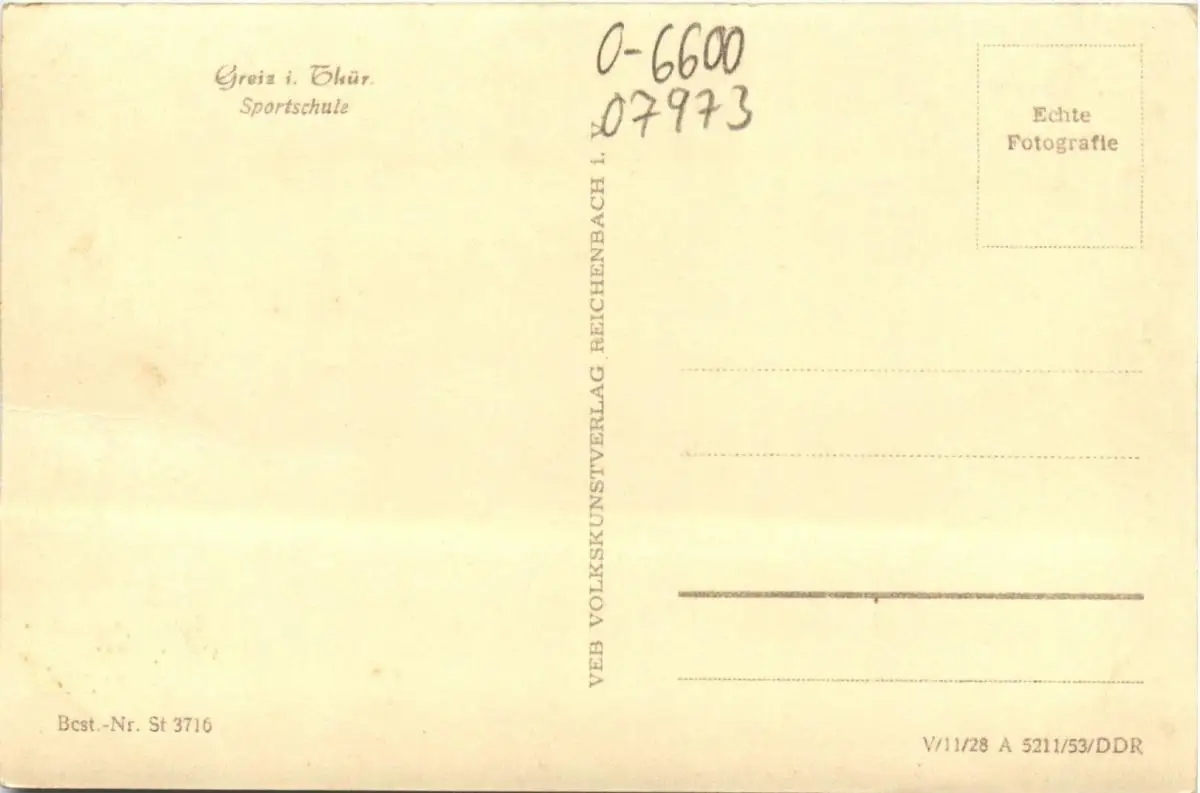 Greiz i. Thür.
Sportschule
O-6600
07973
Echte
Fotografie
VEB VOLKSKUNSTVERLAG REICHENBACH i. V.
Best.-Nr. St 3716
V/11/28 A 5211/53/DDR